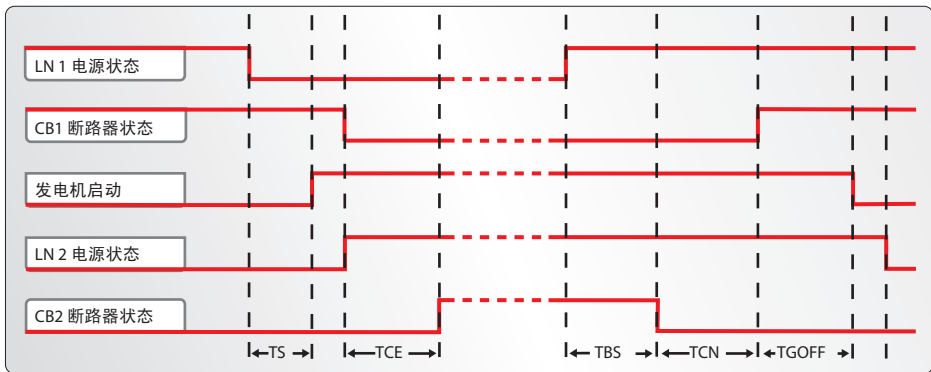 LN 1 电源状态
CB1 断路器状态
发电机启动
LN 2 电源状态
CB2 断路器状态
TS TCE TBS TCN TGOFF